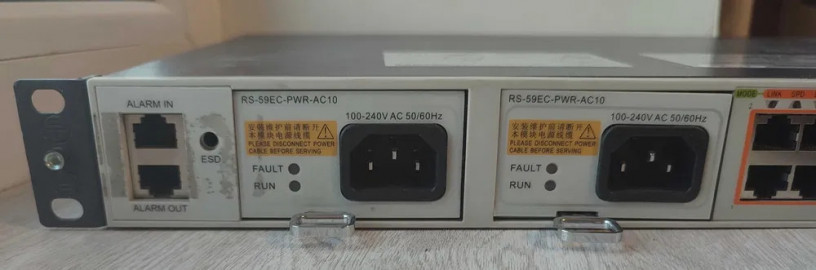 ALARM IN
ESD
ALARM OUT
RS-59EC-PWR-AC10
100-240V AC 50/60Hz
安装维护前请断开
本模块电源线缆
PLEASE DISCONNECT POWER
CABLE BEFORE SERVING
FAULT
RUN
RS-59EC-PWR-AC10
100-240V AC 50/60Hz
安装维护前请断开
本模块电源线缆
PLEASE DISCONNECT POWER
CABLE BEFORE SERVING
FAULT
RUN
MODE LINK SPD